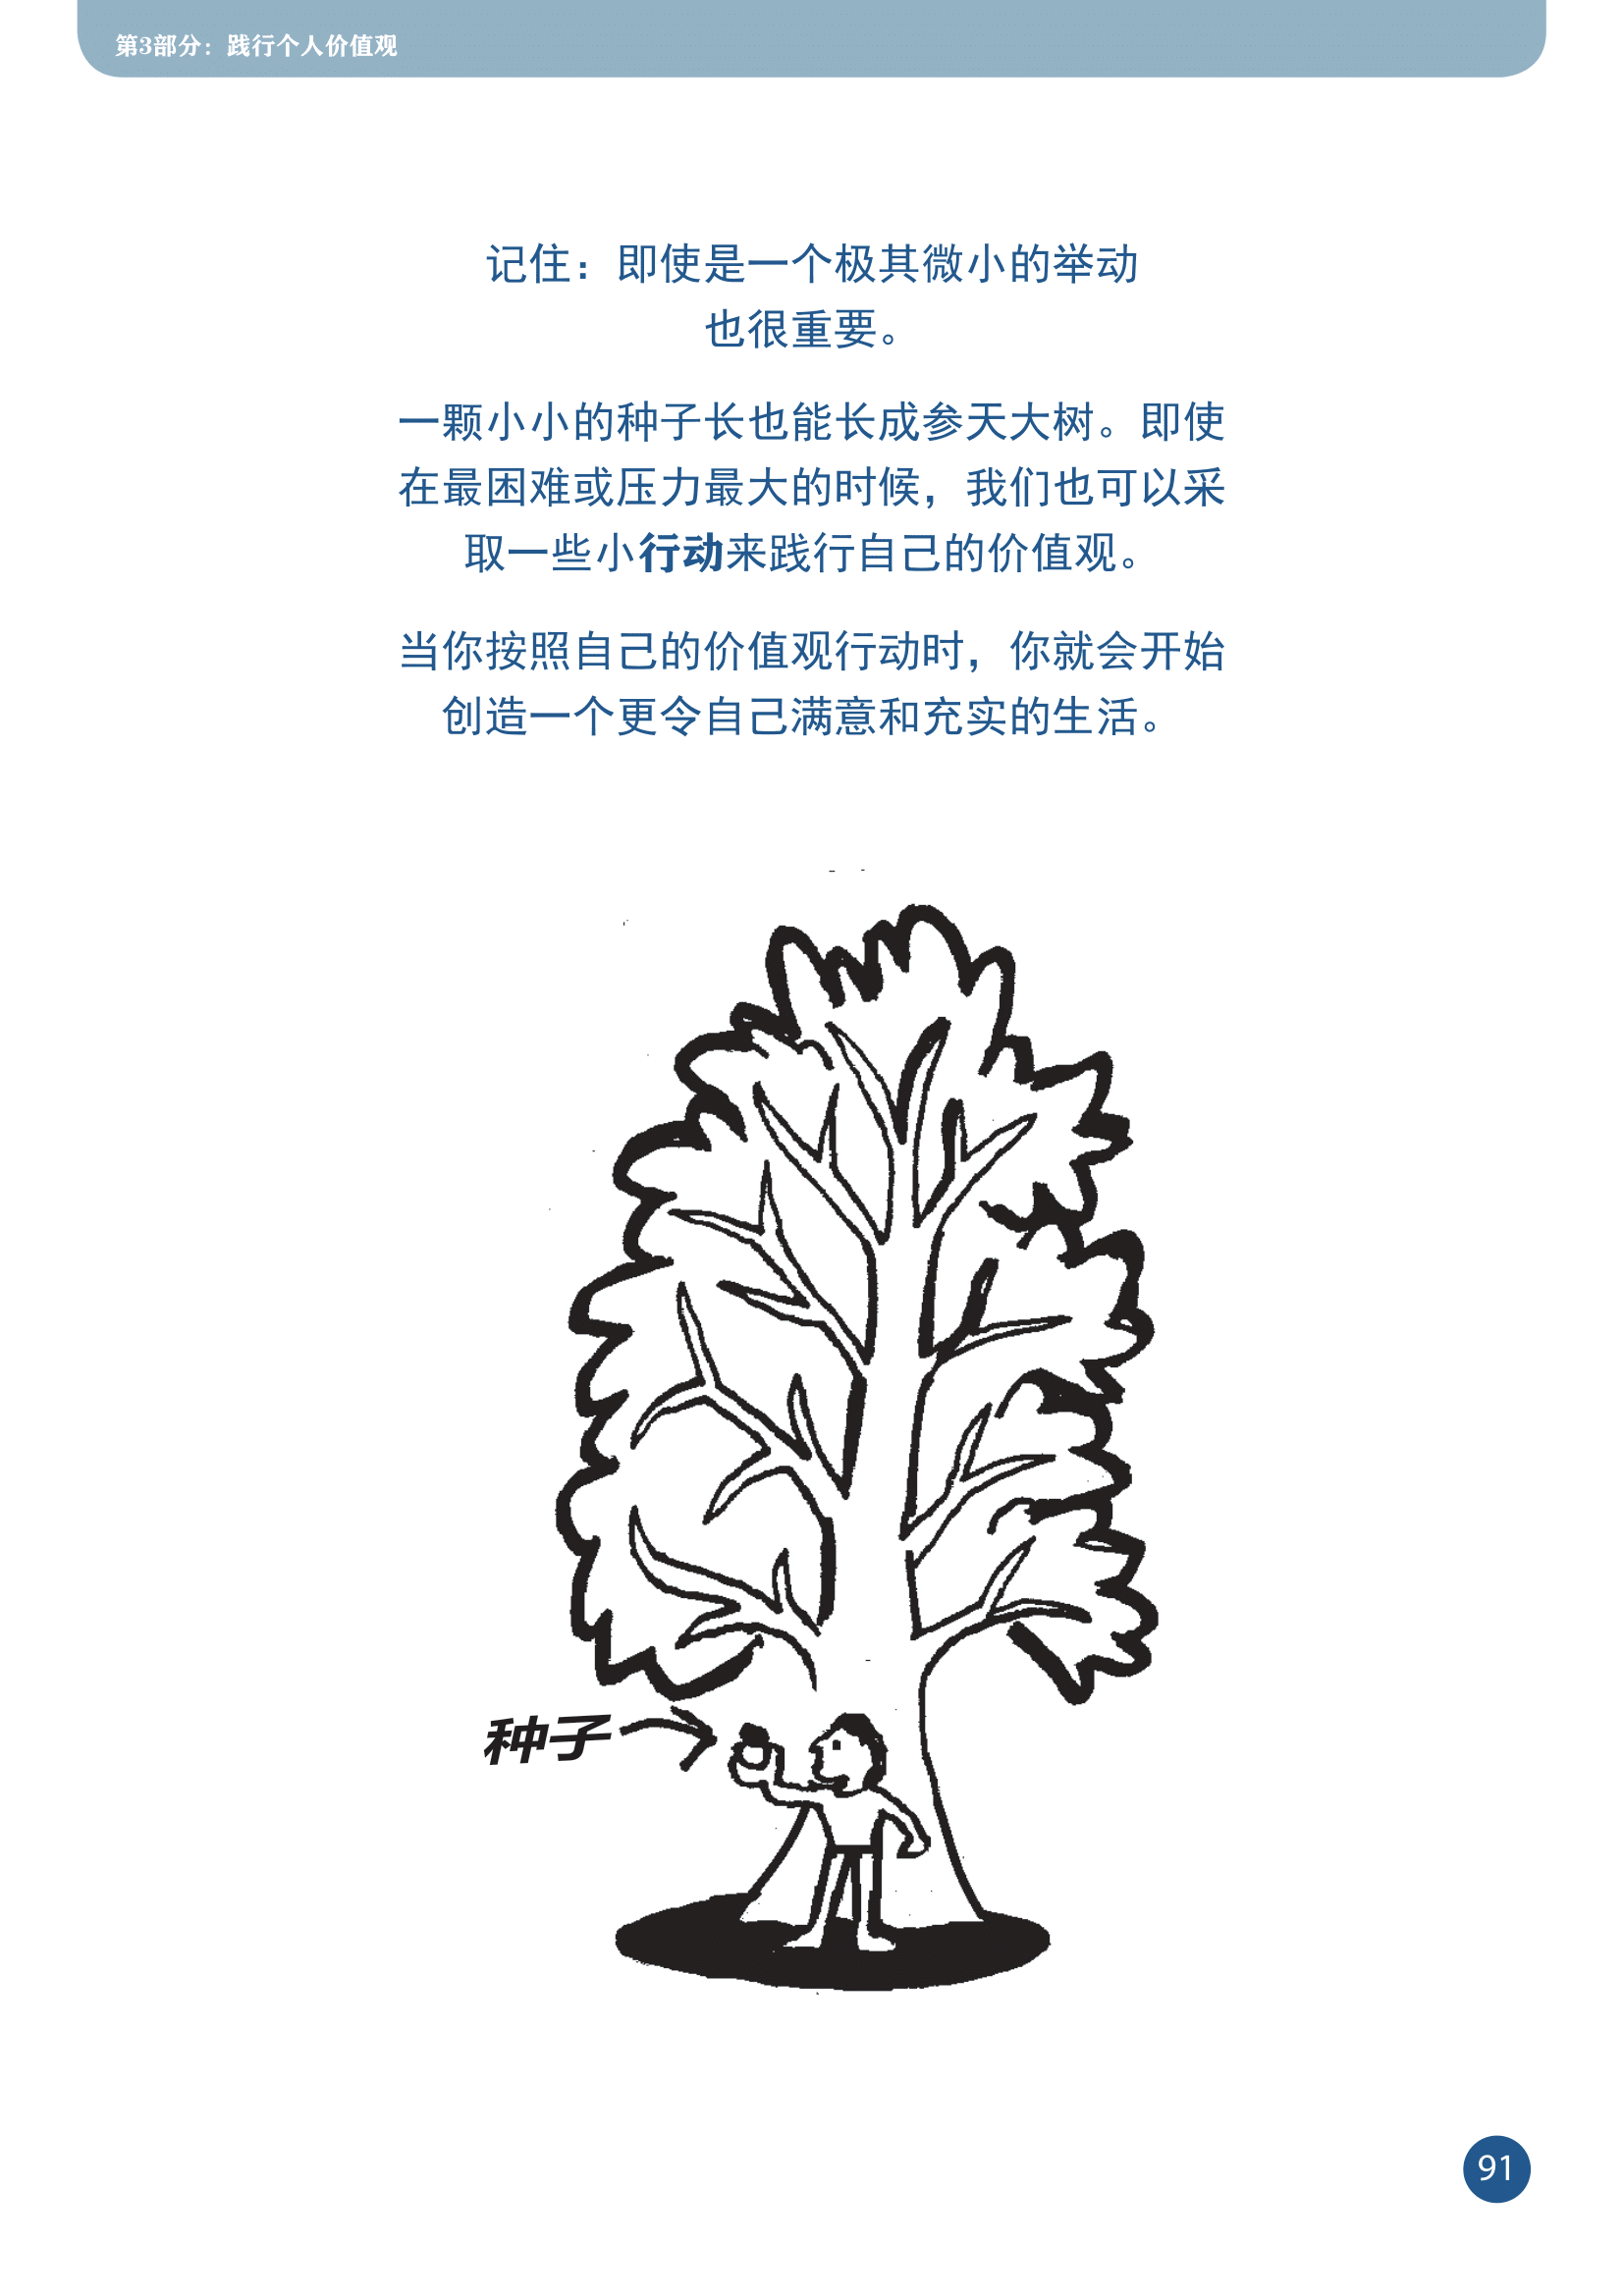 第3部分：践行个人价值观
记住：即使是一个极其微小的举动
也很重要。
一颗小小的种子长也能长成参天大树。即使
在最困难或压力最大的时候，我们也可以采
取一些小行动来践行自己的价值观。
当你按照自己的价值观行动时，你就会开始
创造一个更令自己满意和充实的生活。
种子
91